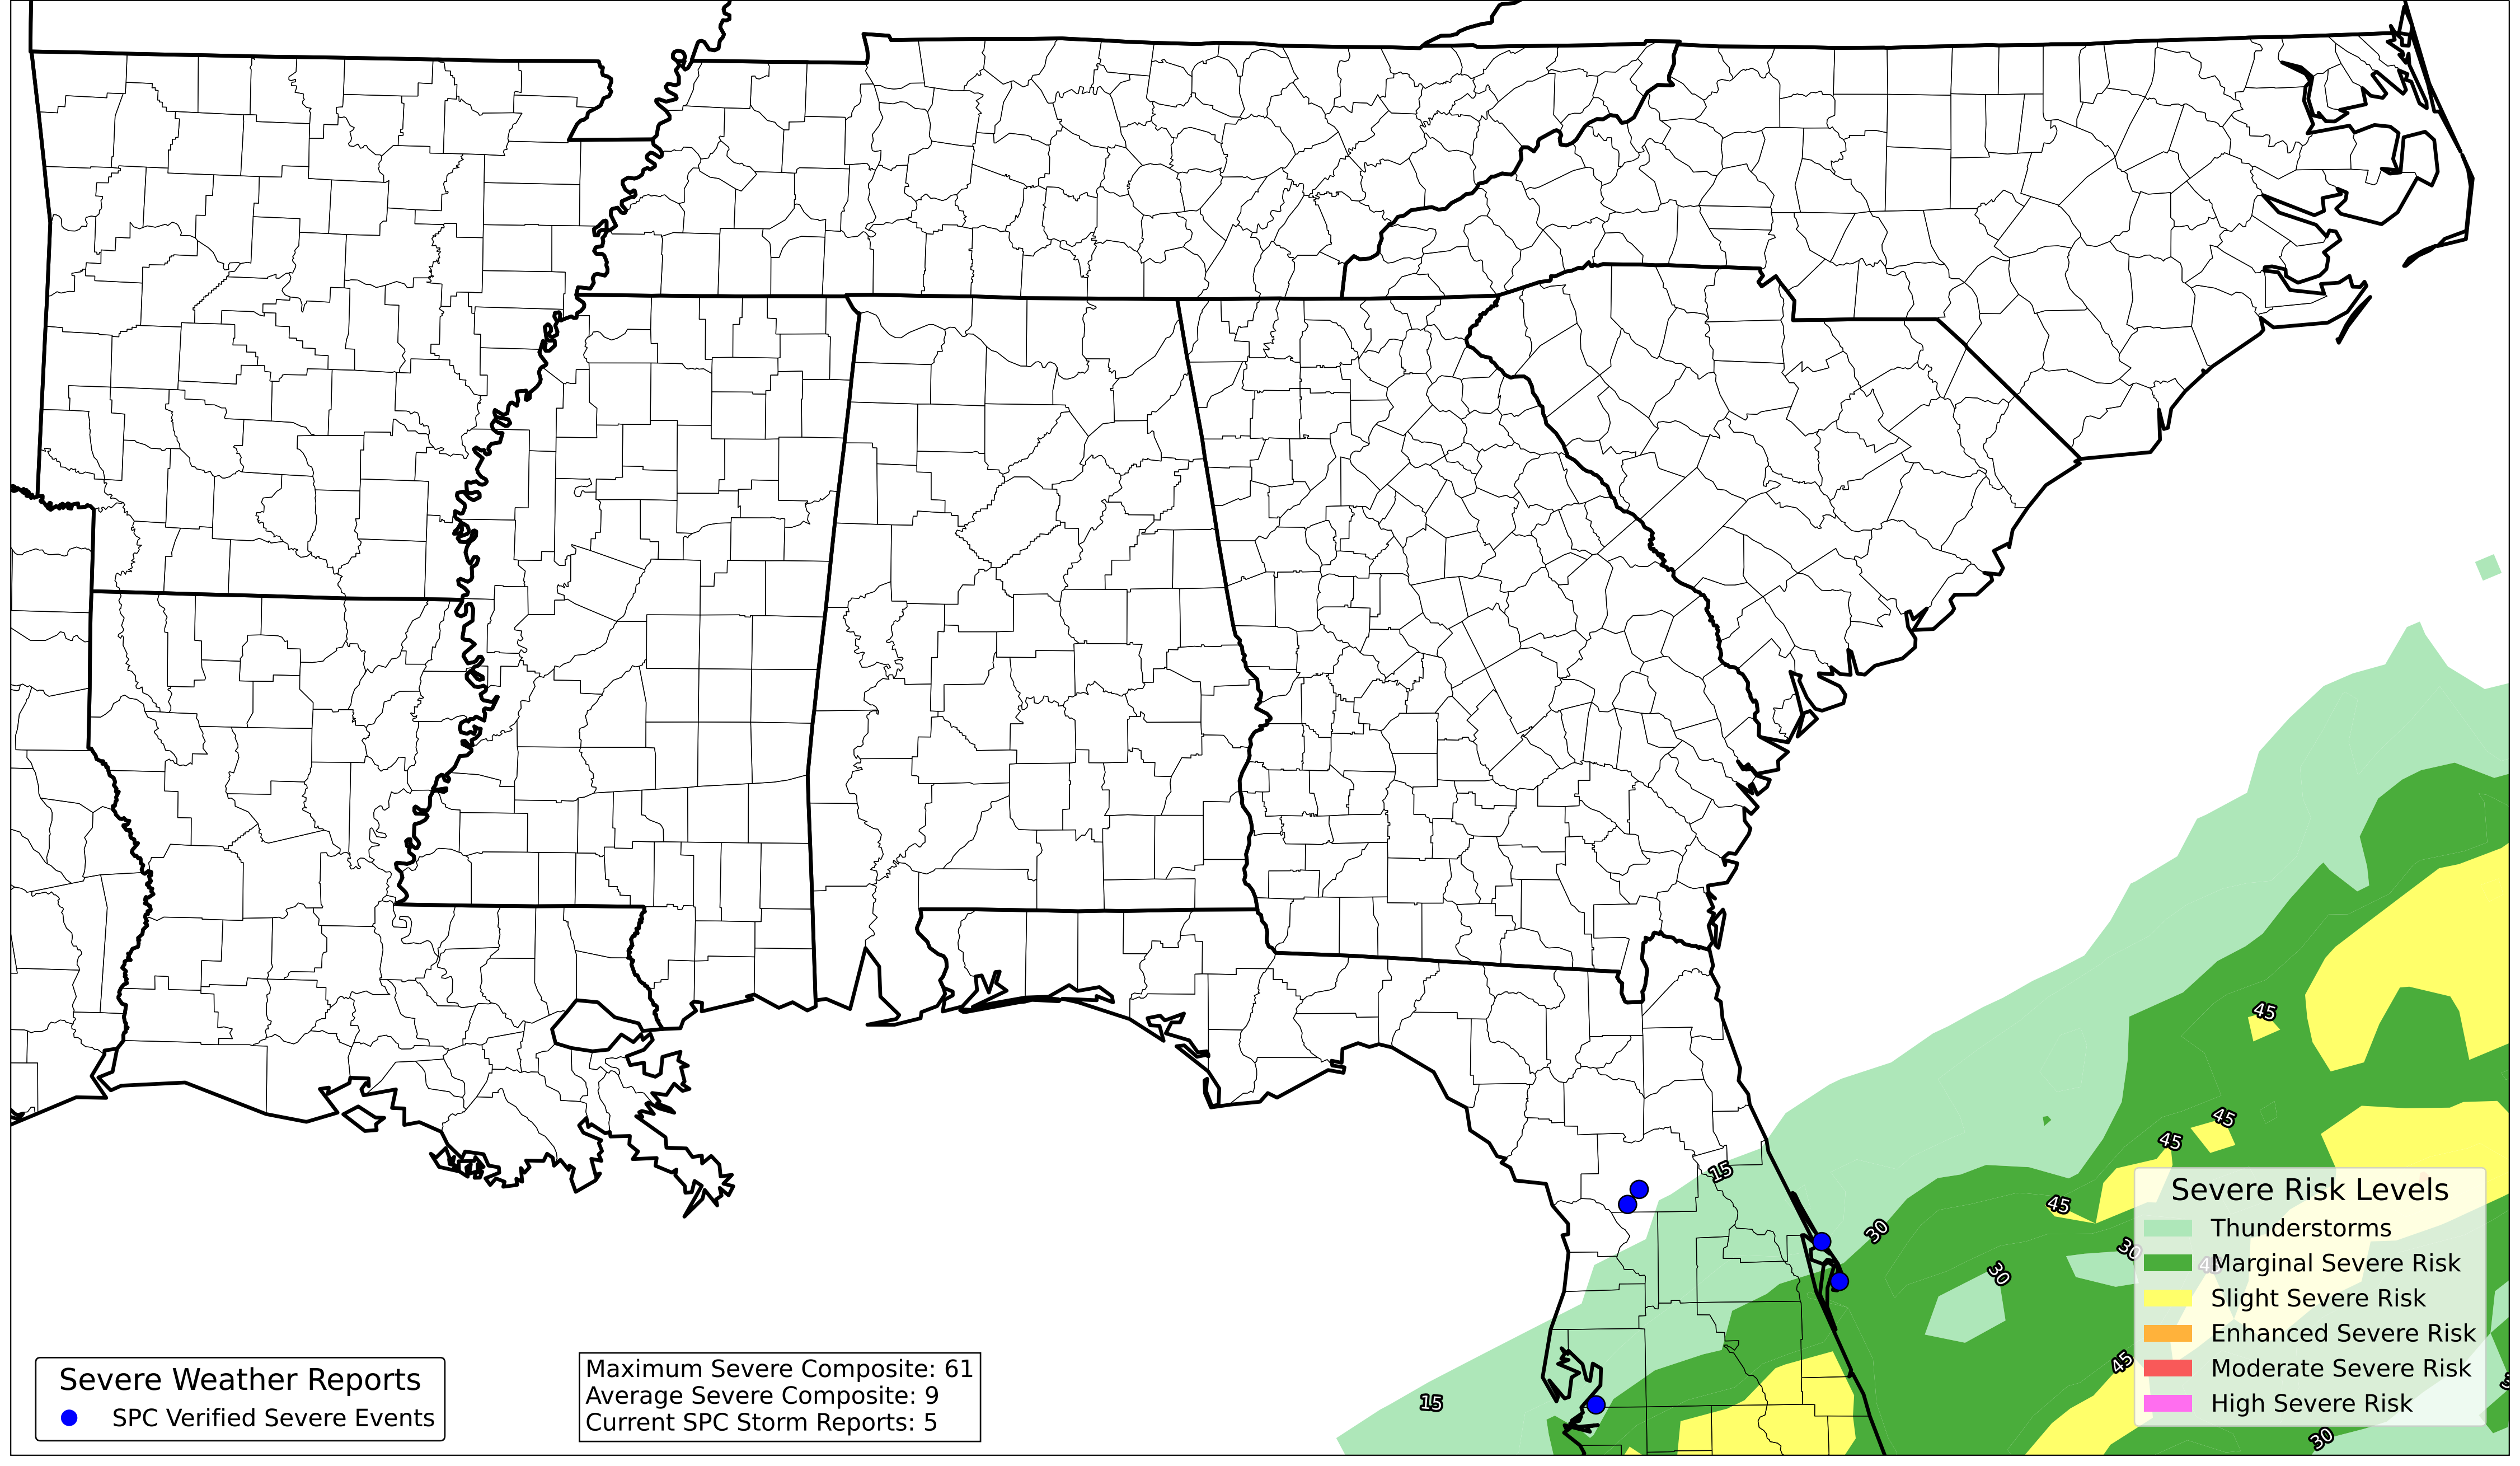 45
45
45
15
45
30
30
30
45
15
30
Severe Risk Levels
Thunderstorms
Marginal Severe Risk
Slight Severe Risk
Enhanced Severe Risk
Moderate Severe Risk
High Severe Risk
Severe Weather Reports
SPC Verified Severe Events
Maximum Severe Composite: 61
Average Severe Composite: 9
Current SPC Storm Reports: 5